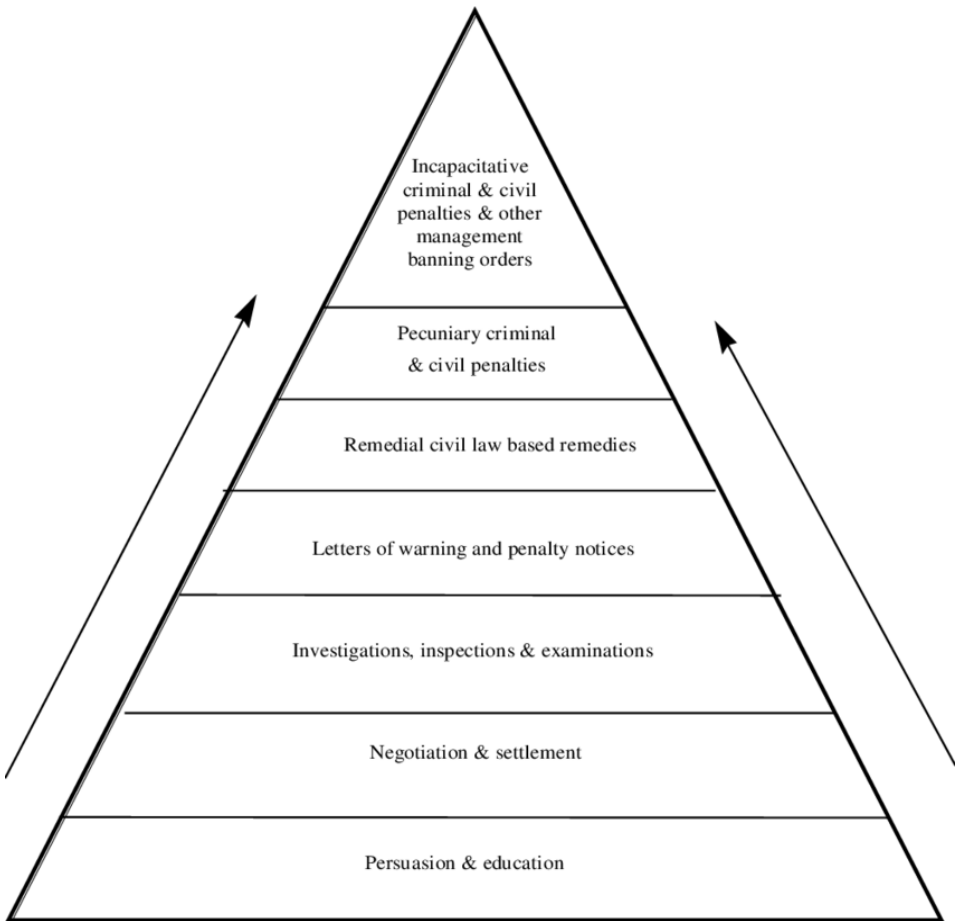 Incapacitative
criminal & civil
penalties & other
management
banning orders
Pecuniary criminal
& civil penalties
Remedial civil law based remedies
Letters of warning and penalty notices
Investigations, inspections & examinations
Negotiation & settlement
Persuasion & education